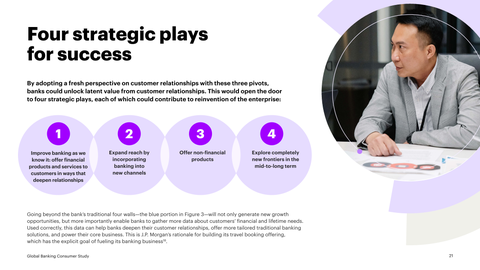 Four strategic plays
for success
By adopting a fresh perspective on customer relationships with these three pivots,
banks could unlock latent value from customer relationships. This would open the door
to four strategic plays, each of which could contribute to reinvention of the enterprise:
1
Improve banking as we
know it: offer financial
products and services to
customers in ways that
deepen relationships
2
Expand reach by
incorporating
banking into
new channels
3
Offer non-financial
products
4
Explore completely
new frontiers in the
mid-to-long term
Going beyond the bank's traditional four walls—the blue portion in Figure 3—will not only generate new growth
opportunities, but more importantly enable banks to gather more data about customers' financial and lifetime needs.
Used correctly, this data can help banks deepen their customer relationships, offer more tailored traditional banking
solutions, and power their core business. This is J.P. Morgan's rationale for building its travel booking offering,
which has the explicit goal of fueling its banking business
Global Banking Consumer Study
21